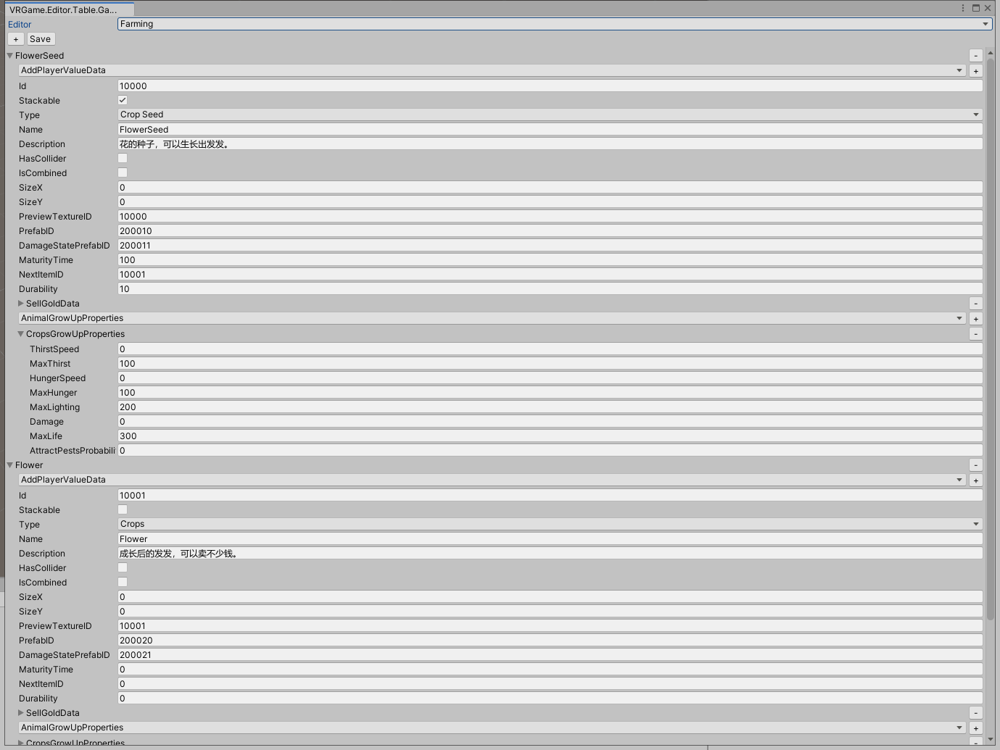 VRGame.Editor.Table.Ga...
Editor Farming
+ Save
FlowerSeed -
AddPlayerValueData +
Id 10000
Stackable
Type Crop Seed
Name FlowerSeed
Description 花的种子，可以生长出发发。
HasCollider
IsCombined
SizeX 0
SizeY 0
PreviewTextureID 10000
PrefabID 200010
DamageStatePrefabID 200011
MaturityTime 100
NextItemID 10001
Durability 10
SellGoldData -
AnimalGrowUpProperties +
CropsGrowUpProperties -
ThirstSpeed 0
MaxThirst 100
HungerSpeed 0
MaxHunger 100
MaxLighting 200
Damage 0
MaxLife 300
AttractPestsProbabili 0
Flower -
AddPlayerValueData +
Id 10001
Stackable
Type Crops
Name Flower
Description 成长后的发发，可以卖不少钱。
HasCollider
IsCombined
SizeX 0
SizeY 0
PreviewTextureID 10001
PrefabID 200020
DamageStatePrefabID 200021
MaturityTime 0
NextItemID 0
Durability 0
SellGoldData -
AnimalGrowUpProperties +
CropsGrowUpProperties -